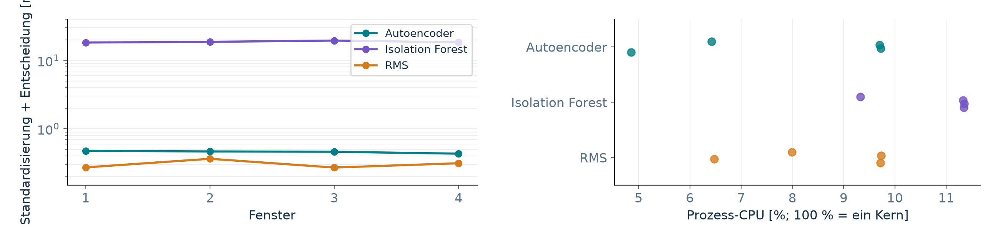 Standardisierung + Entscheidung
10¹
10⁰
Autoencoder
Isolation Forest
RMS
1 2 3 4
Fenster
Autoencoder
Isolation Forest
RMS
5 6 7 8 9 10 11
Prozess-CPU [%; 100 % = ein Kern]